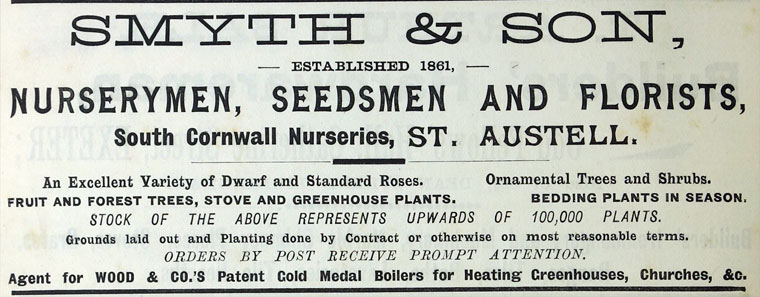 SMYTH & SON,
— ESTABLISHED 1861, —
NURSERYMEN, SEEDSMEN AND FLORISTS,
South Cornwall Nurseries, ST. AUSTELL.
An Excellent Variety of Dwarf and Standard Roses. Ornamental Trees and Shrubs.
FRUIT AND FOREST TREES, STOVE AND GREENHOUSE PLANTS. BEDDING PLANTS IN SEASON.
STOCK OF THE ABOVE REPRESENTS UPWARDS OF 100,000 PLANTS.
Grounds laid out and Planting done by Contract or otherwise on most reasonable terms.
ORDERS BY POST RECEIVE PROMPT ATTENTION.
Agent for WOOD & CO.'S Patent Gold Medal Boilers for Heating Greenhouses, Churches, &c.